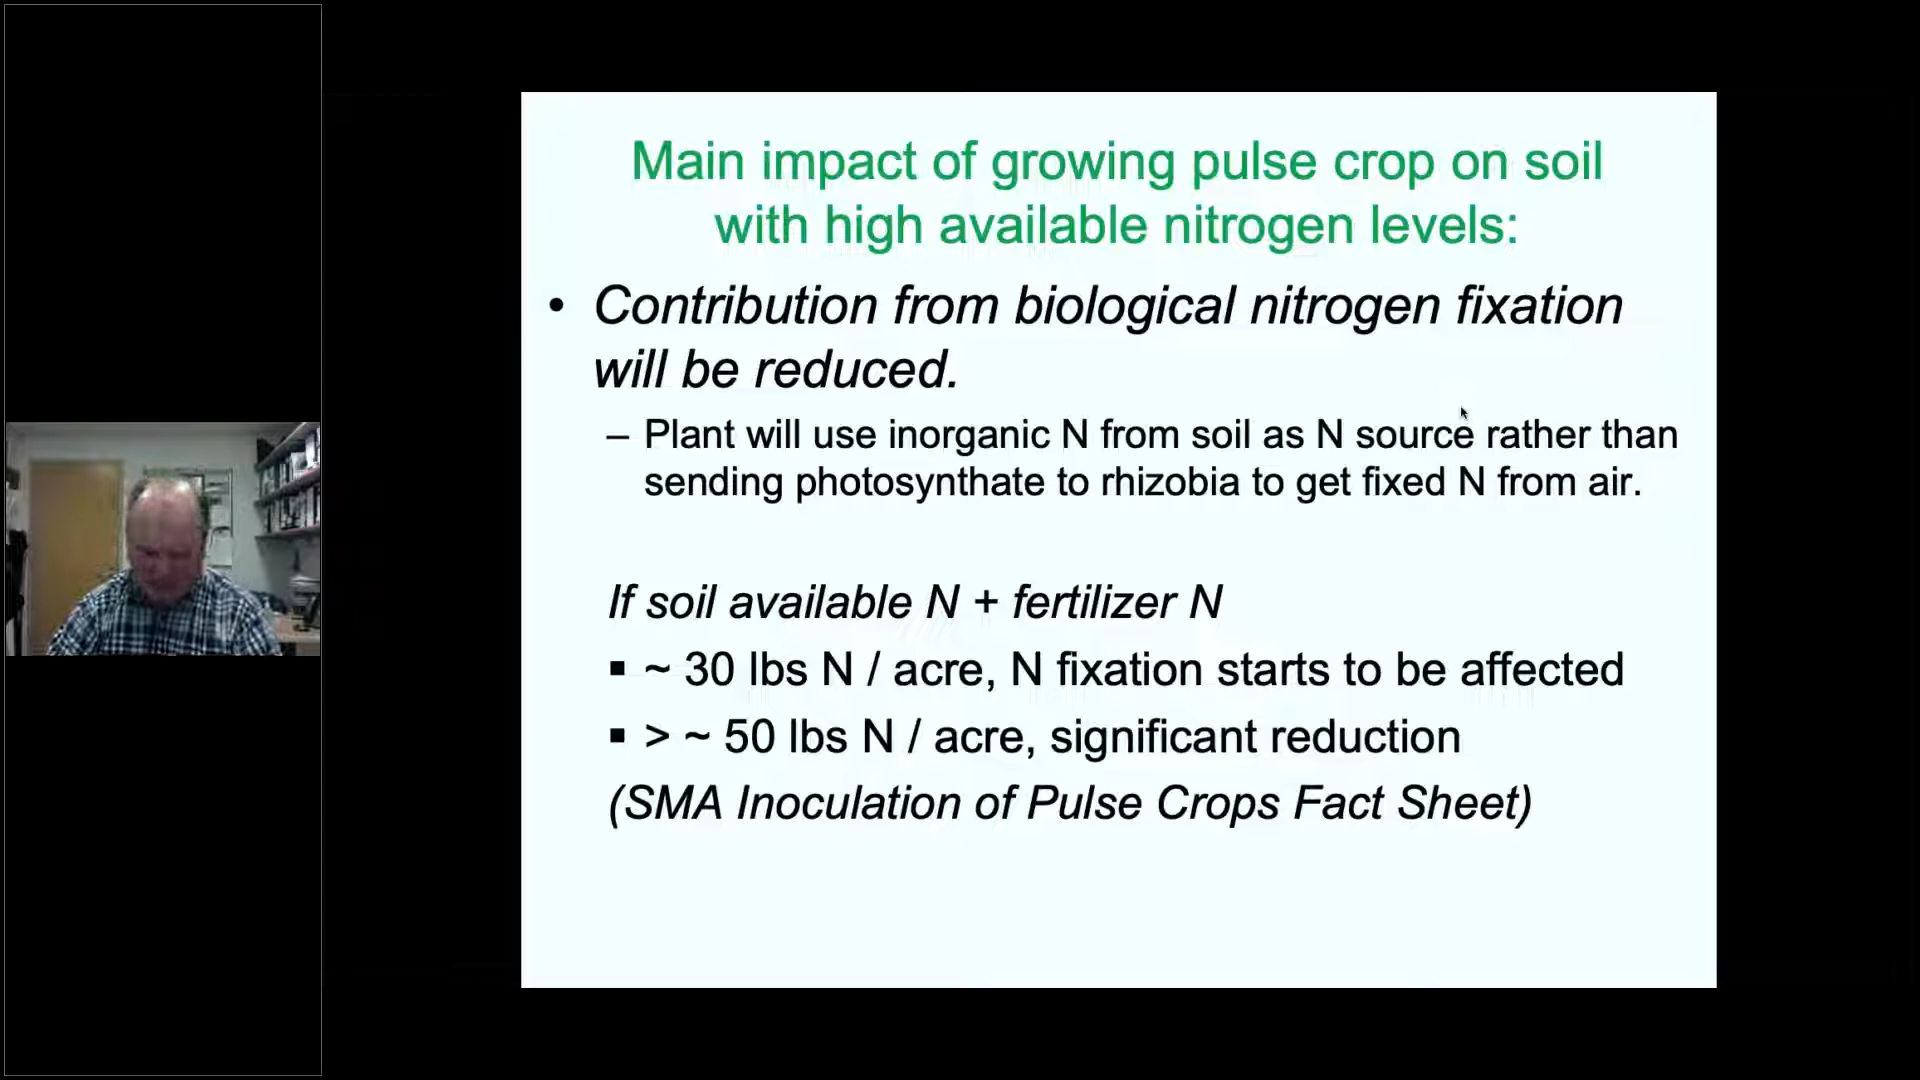 Main impact of growing pulse crop on soil
with high available nitrogen levels:
• Contribution from biological nitrogen fixation
will be reduced.
– Plant will use inorganic N from soil as N source rather than
sending photosynthate to rhizobia to get fixed N from air.
If soil available N + fertilizer N
▪ ~ 30 lbs N / acre, N fixation starts to be affected
▪ > ~ 50 lbs N / acre, significant reduction
(SMA Inoculation of Pulse Crops Fact Sheet)